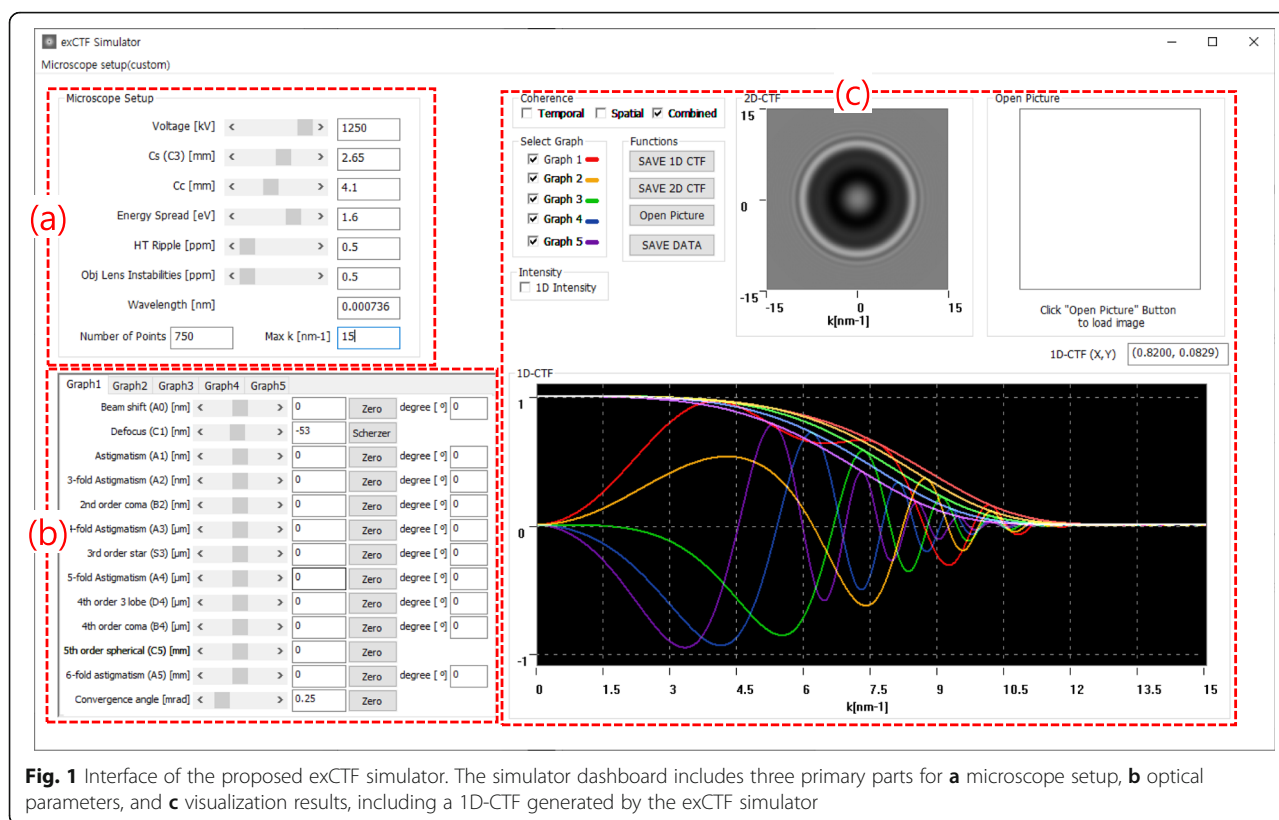 exCTF Simulator
Microscope setup(custom)
(a)
Microscope Setup
Voltage [kV] < > 1250
Cs (C3) [mm] < > 2.65
Cc [mm] < > 4.1
Energy Spread [eV] < > 1.6
HT Ripple [ppm] < > 0.5
Obj Lens Instabilities [ppm] < > 0.5
Wavelength [nm] 0.000736
Number of Points 750 Max k [nm-1] 15
(b)
Graph1 Graph2 Graph3 Graph4 Graph5
Beam shift (A0) [nm] < > 0 Zero degree [ º] 0
Defocus (C1) [nm] < > -53 Scherzer
Astigmatism (A1) [nm] < > 0 Zero degree [ º] 0
3-fold Astigmatism (A2) [nm] < > 0 Zero degree [ º] 0
2nd order coma (B2) [nm] < > 0 Zero degree [ º] 0
-fold Astigmatism (A3) [µm] < > 0 Zero degree [ º] 0
3rd order star (S3) [µm] < > 0 Zero degree [ º] 0
5-fold Astigmatism (A4) [µm] < > 0 Zero degree [ º] 0
4th order 3 lobe (D4) [µm] < > 0 Zero degree [ º] 0
4th order coma (B4) [µm] < > 0 Zero degree [ º] 0
5th order spherical (C5) [mm] < > 0 Zero
6-fold astigmatism (A5) [mm] < > 0 Zero degree [ º] 0
Convergence angle [mrad] < > 0.25 Zero
(c)
Coherence
Temporal Spatial Combined
Select Graph
Graph 1
Graph 2
Graph 3
Graph 4
Graph 5
Functions
SAVE 1D CTF
SAVE 2D CTF
Open Picture
SAVE DATA
Intensity
1D Intensity
2D-CTF
15
0
-15
-15 0 15
k[nm-1]
Open Picture
Click "Open Picture" Button
to load image
1D-CTF (X,Y) (0.8200, 0.0829)
1D-CTF
1
0
-1
0 1.5 3 4.5 6 7.5 9 10.5 12 13.5 15
k[nm-1]
Fig. 1 Interface of the proposed exCTF simulator. The simulator dashboard includes three primary parts for a microscope setup, b optical
parameters, and c visualization results, including a 1D-CTF generated by the exCTF simulator